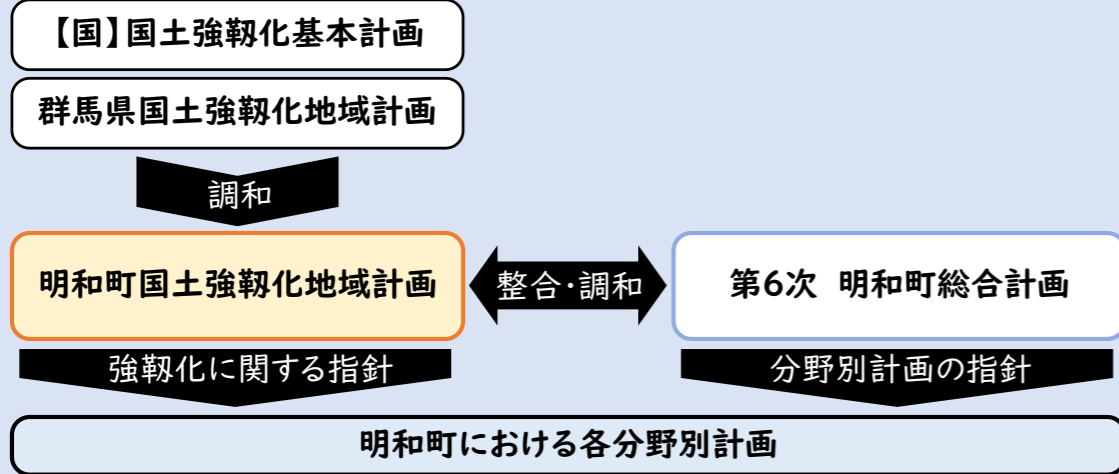 【国】国土強靱化基本計画
群馬県国土強靱化地域計画
調和
明和町国土強靱化地域計画
整合・調和
第6次 明和町総合計画
強靱化に関する指針
分野別計画の指針
明和町における各分野別計画